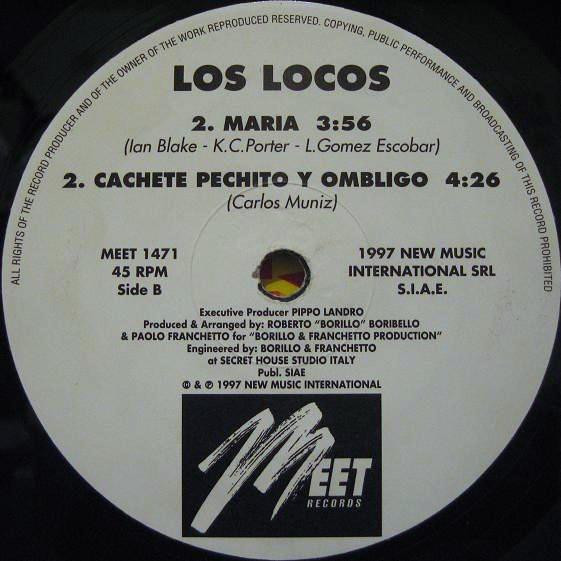 ALL RIGHTS OF THE RECORD PRODUCER AND OF THE OWNER OF THE WORK REPRODUCED RESERVED. COPYING, PUBLIC PERFORMANCE AND BROADCASTING OF THIS RECORD PROHIBITED
LOS LOCOS
2. MARIA 3:56
(Ian Blake - K.C.Porter - L.Gomez Escobar)
2. CACHETE PECHITO Y OMBLIGO 4:26
(Carlos Muniz)
MEET 1471
45 RPM
Side B
1997 NEW MUSIC
INTERNATIONAL SRL
S.I.A.E.
Executive Producer PIPPO LANDRO
Produced & Arranged by: ROBERTO "BORILLO" BORIBELLO
& PAOLO FRANCHETTO for "BORILLO & FRANCHETTO PRODUCTION"
Engineered by: BORILLO & FRANCHETTO
at SECRET HOUSE STUDIO ITALY
Publ. SIAE
© & ℗ 1997 NEW MUSIC INTERNATIONAL
MEET
RECORDS